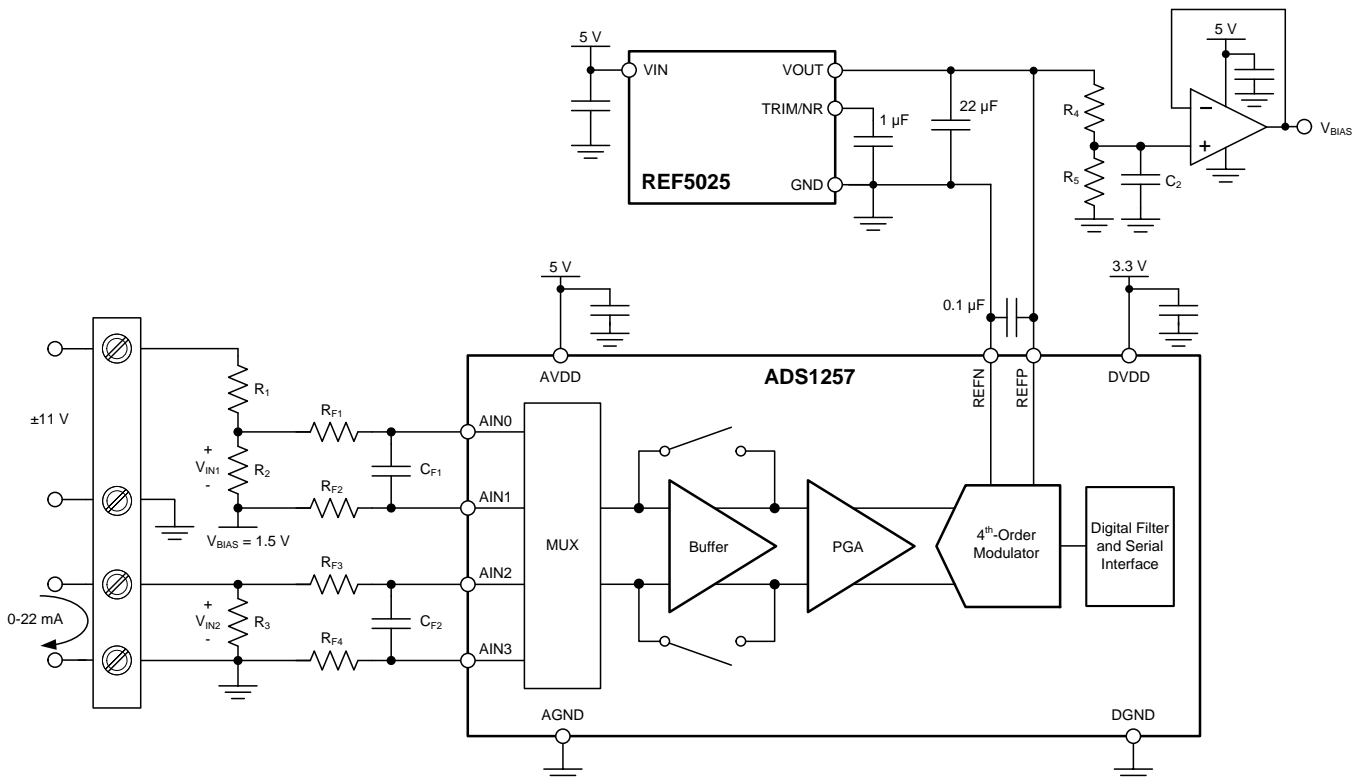 5 V
VIN
VOUT
TRIM/NR
GND
REF5025
1 µF
22 µF
R4
R5
C2
5 V
−
+
VBIAS
5 V
0.1 µF
3.3 V
AVDD
ADS1257
REFN
REFP
DVDD
±11 V
R1
+
VIN1
-
R2
VBIAS = 1.5 V
RF1
RF2
CF1
AIN0
AIN1
0-22 mA
+
VIN2
-
R3
RF3
RF4
CF2
AIN2
AIN3
MUX
Buffer
PGA
4th-Order
Modulator
Digital Filter
and Serial
Interface
AGND
DGND